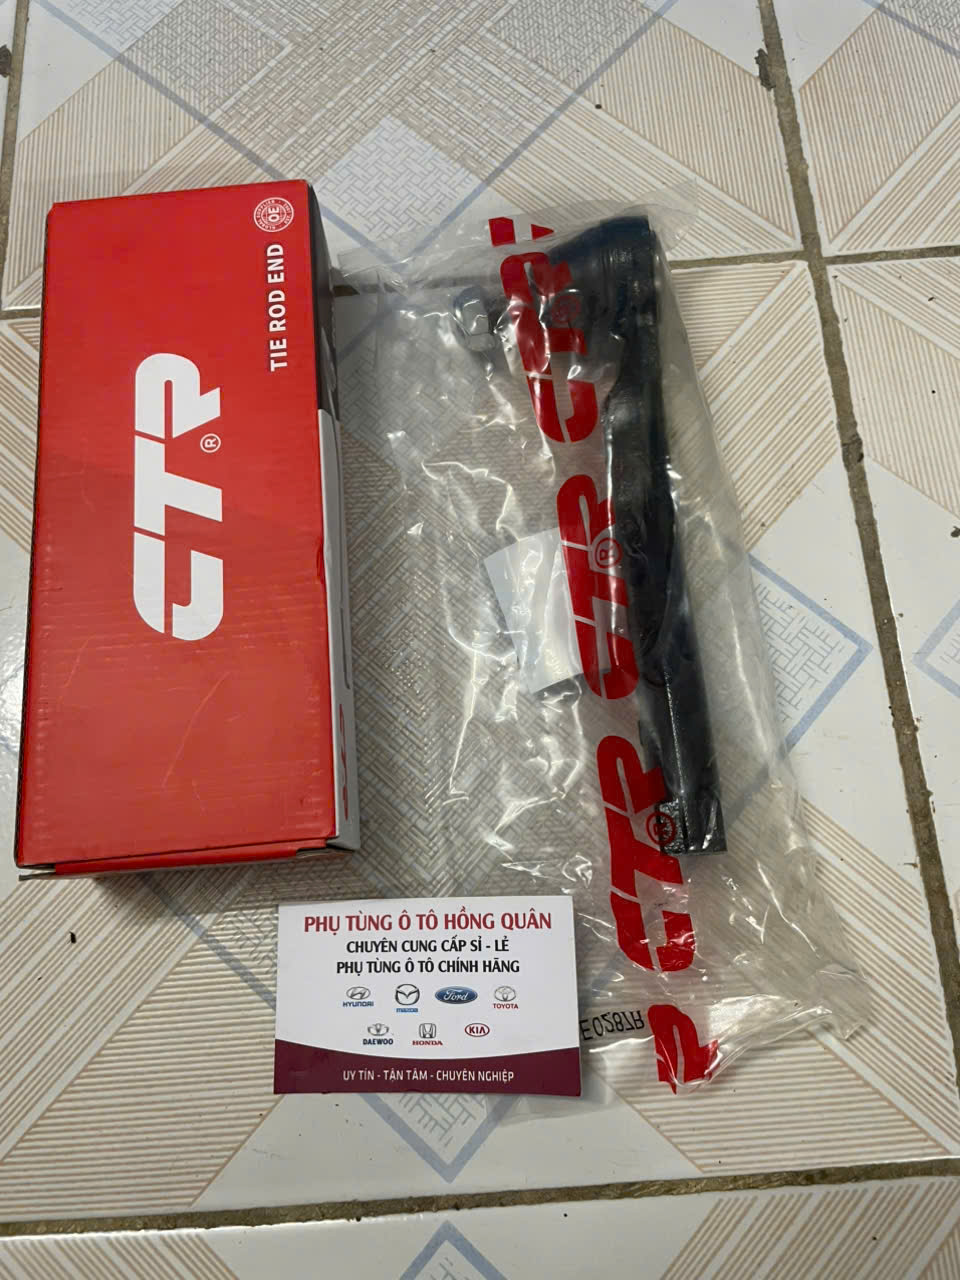 CTR®
TIE ROD END
OE
CTR®
CTR®
CTR®
E0287R
PHỤ TÙNG Ô TÔ HỒNG QUÂN
CHUYÊN CUNG CẤP SỈ - LẺ
PHỤ TÙNG Ô TÔ CHÍNH HÃNG
HYUNDAI mazda Ford TOYOTA
DAEWOO HONDA KIA
UY TÍN - TẬN TÂM - CHUYÊN NGHIỆP